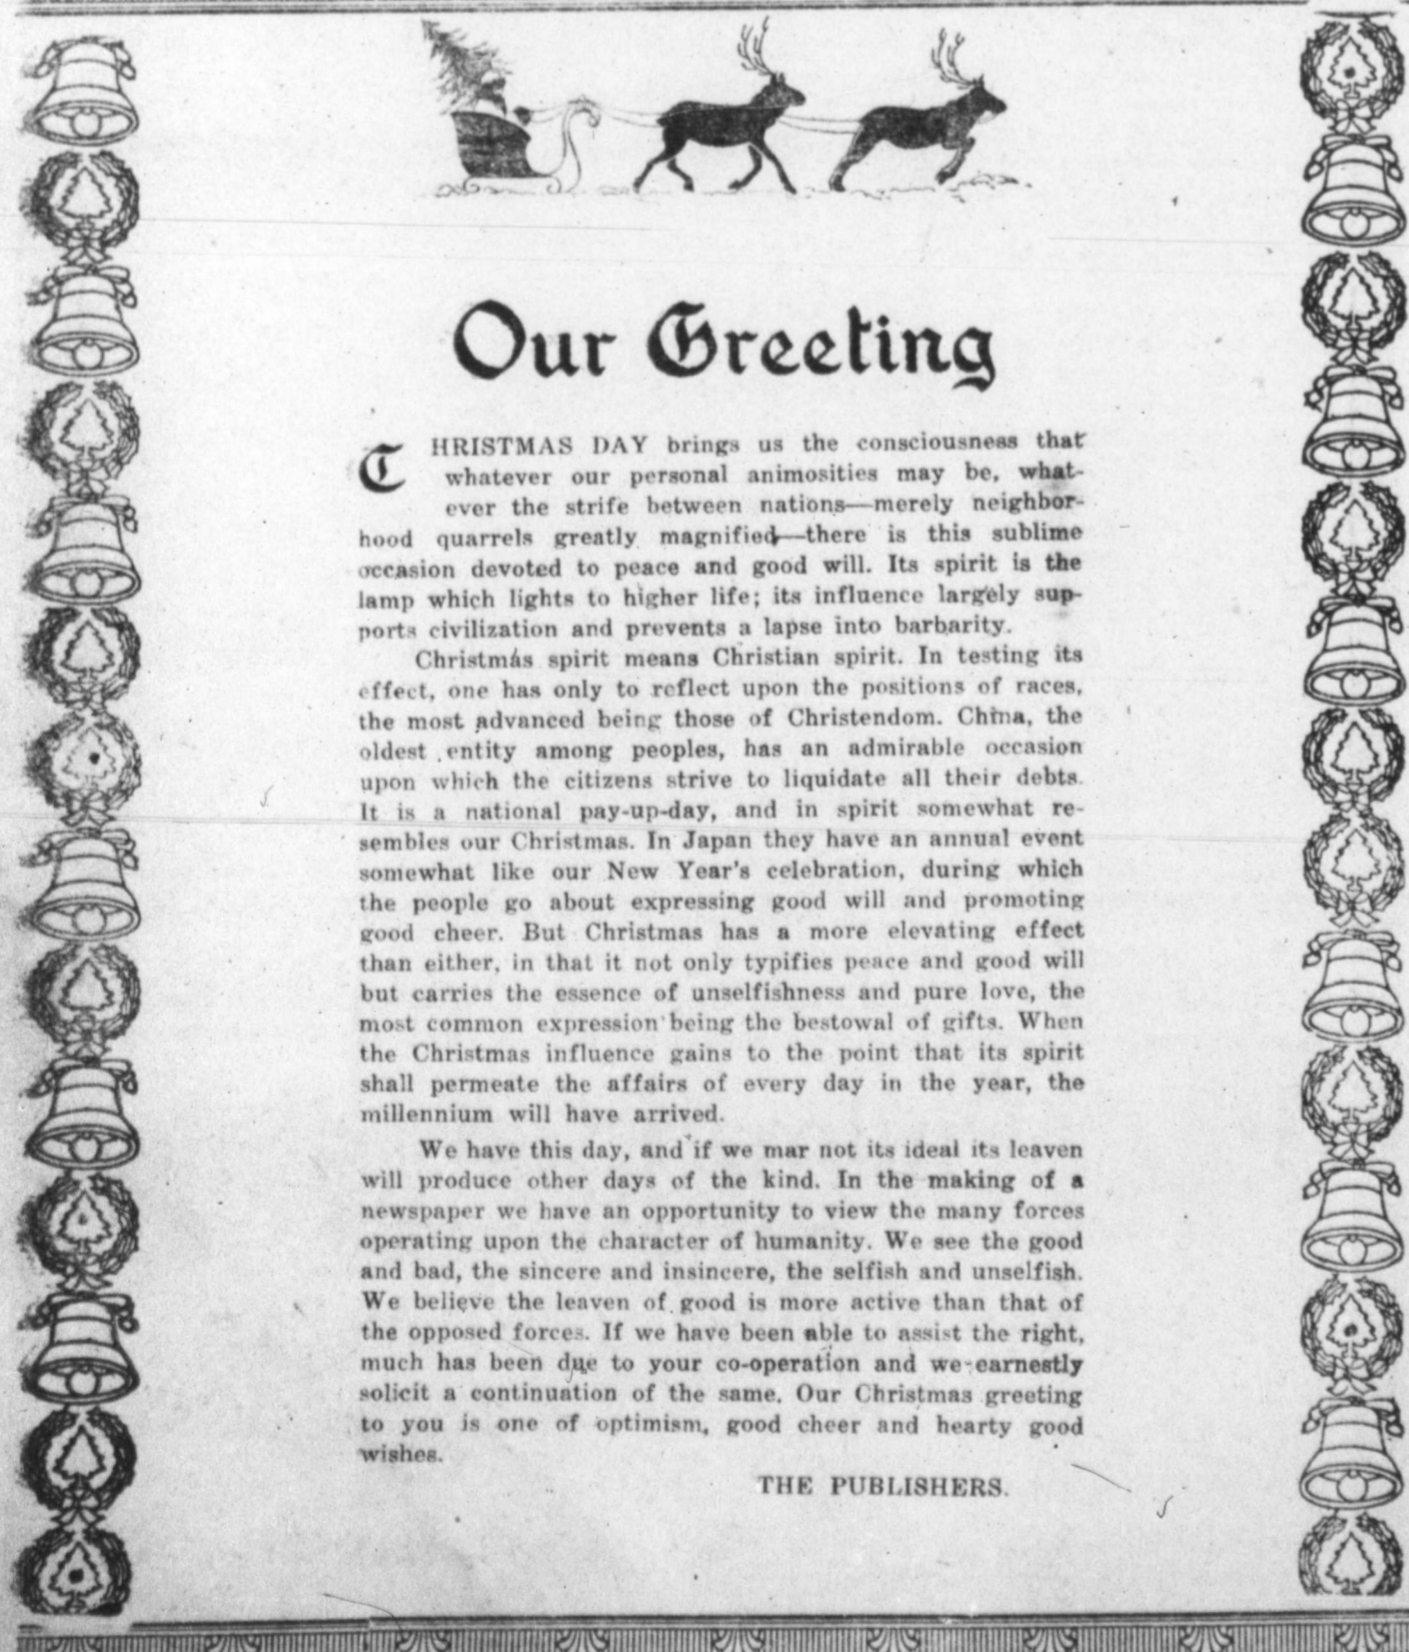 Our Greeting
CHRISTMAS DAY brings us the consciousness that
whatever our personal animosities may be, what-
ever the strife between nations—merely neighbor-
hood quarrels greatly magnified—there is this sublime
occasion devoted to peace and good will. Its spirit is the
lamp which lights to higher life; its influence largely sup-
ports civilization and prevents a lapse into barbarity.
Christmas spirit means Christian spirit. In testing its
effect, one has only to reflect upon the positions of races,
the most advanced being those of Christendom. China, the
oldest entity among peoples, has an admirable occasion
upon which the citizens strive to liquidate all their debts.
It is a national pay-up-day, and in spirit somewhat re-
sembles our Christmas. In Japan they have an annual event
somewhat like our New Year's celebration, during which
the people go about expressing good will and promoting
good cheer. But Christmas has a more elevating effect
than either, in that it not only typifies peace and good will
but carries the essence of unselfishness and pure love, the
most common expression being the bestowal of gifts. When
the Christmas influence gains to the point that its spirit
shall permeate the affairs of every day in the year, the
millennium will have arrived.
We have this day, and if we mar not its ideal its leaven
will produce other days of the kind. In the making of a
newspaper we have an opportunity to view the many forces
operating upon the character of humanity. We see the good
and bad, the sincere and insincere, the selfish and unselfish.
We believe the leaven of good is more active than that of
the opposed forces. If we have been able to assist the right,
much has been due to your co-operation and we earnestly
solicit a continuation of the same. Our Christmas greeting
to you is one of optimism, good cheer and hearty good
wishes.
THE PUBLISHERS.